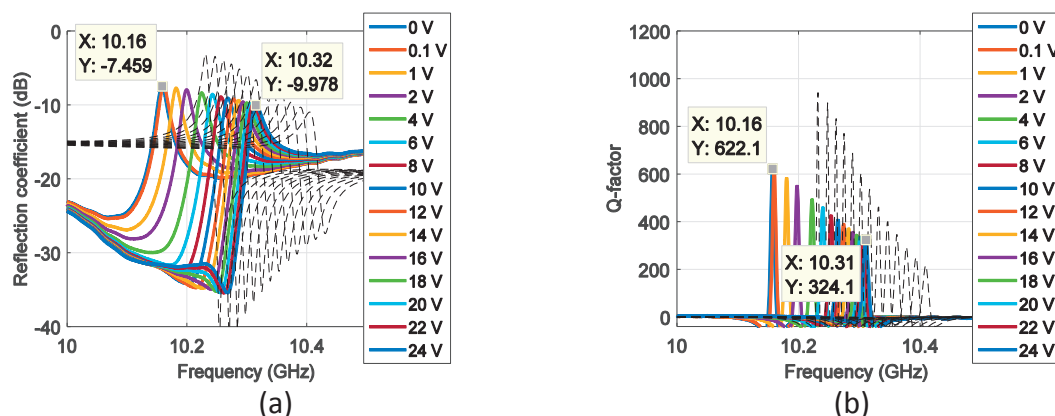 0
-10
-20
-30
-40
10
10.2
10.4
Reflection coefficient (dB)
Frequency (GHz)
X: 10.16
Y: -7.459
X: 10.32
Y: -9.978
0 V
0.1 V
1 V
2 V
4 V
6 V
8 V
10 V
12 V
14 V
16 V
18 V
20 V
22 V
24 V
(a)
1200
1000
800
600
400
200
0
10
10.2
10.4
Q-factor
Frequency (GHz)
X: 10.16
Y: 622.1
X: 10.31
Y: 324.1
0 V
0.1 V
1 V
2 V
4 V
6 V
8 V
10 V
12 V
14 V
16 V
18 V
20 V
22 V
24 V
(b)